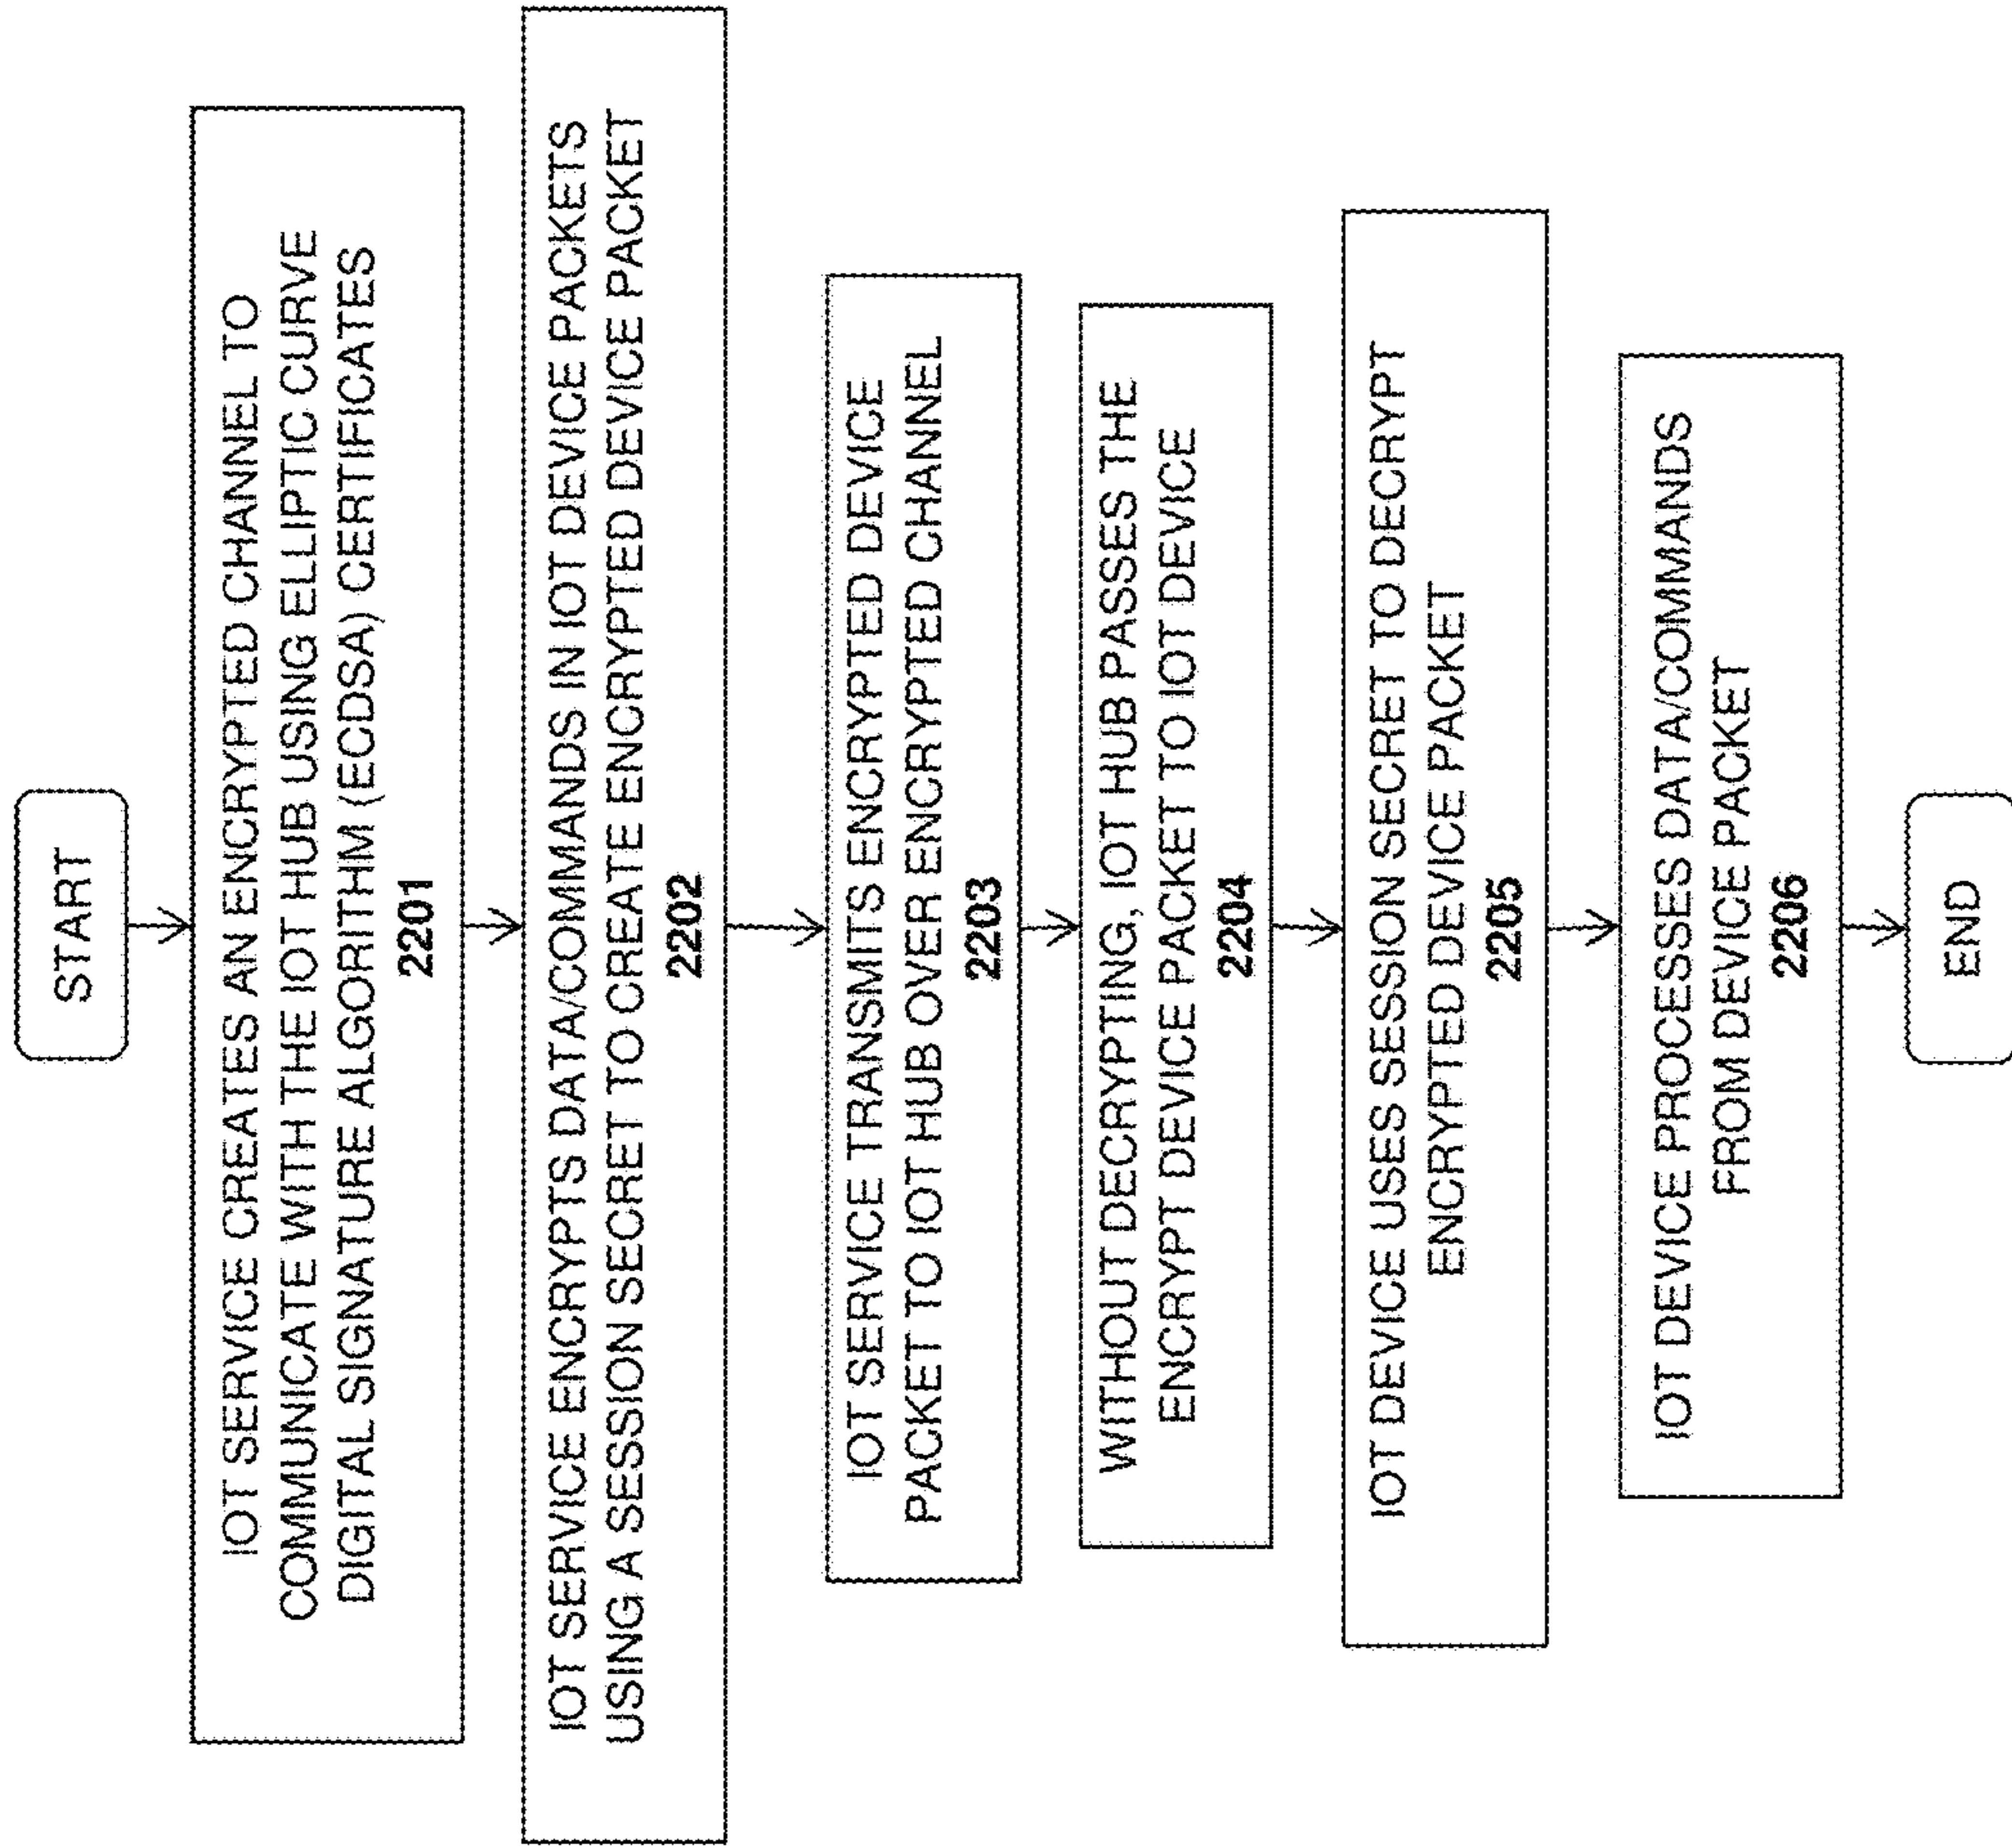 START
IOT SERVICE CREATES AN ENCRYPTED CHANNEL TO
COMMUNICATE WITH THE IOT HUB USING ELLIPTIC CURVE
DIGITAL SIGNATURE ALGORITHM (ECDSA) CERTIFICATES
2201
IOT SERVICE ENCRYPTS DATA/COMMANDS IN IOT DEVICE PACKETS
USING A SESSION SECRET TO CREATE ENCRYPTED DEVICE PACKET
2202
IOT SERVICE TRANSMITS ENCRYPTED DEVICE
PACKET TO IOT HUB OVER ENCRYPTED CHANNEL
2203
WITHOUT DECRYPTING, IOT HUB PASSES THE
ENCRYPT DEVICE PACKET TO IOT DEVICE
2204
IOT DEVICE USES SESSION SECRET TO DECRYPT
ENCRYPTED DEVICE PACKET
2205
IOT DEVICE PROCESSES DATA/COMMANDS
FROM DEVICE PACKET
2206
END